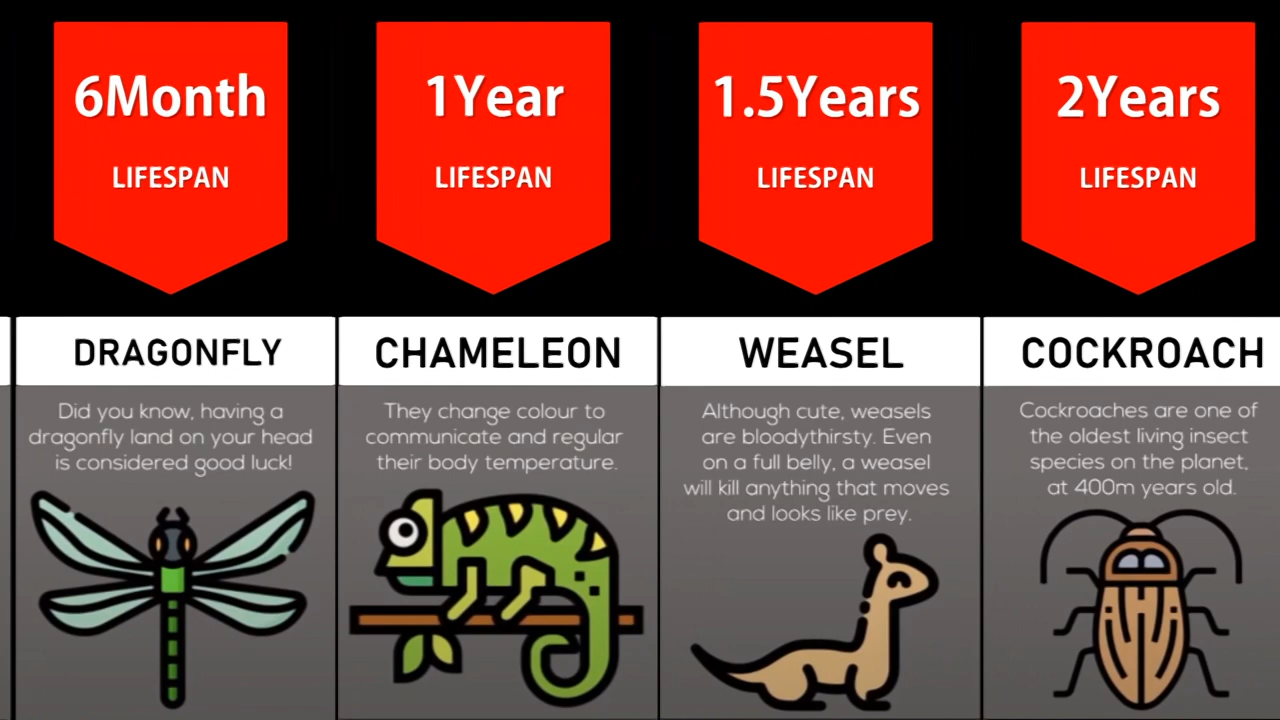 6Month
LIFESPAN
1Year
LIFESPAN
1.5Years
LIFESPAN
2Years
LIFESPAN
DRAGONFLY
Did you know, having a
dragonfly land on your head
is considered good luck!
CHAMELEON
They change colour to
communicate and regular
their body temperature.
WEASEL
Although cute, weasels
are bloodythirsty. Even
on a full belly, a weasel
will kill anything that moves
and looks like prey.
COCKROACH
Cockroaches are one of
the oldest living insect
species on the planet,
at 400m years old.